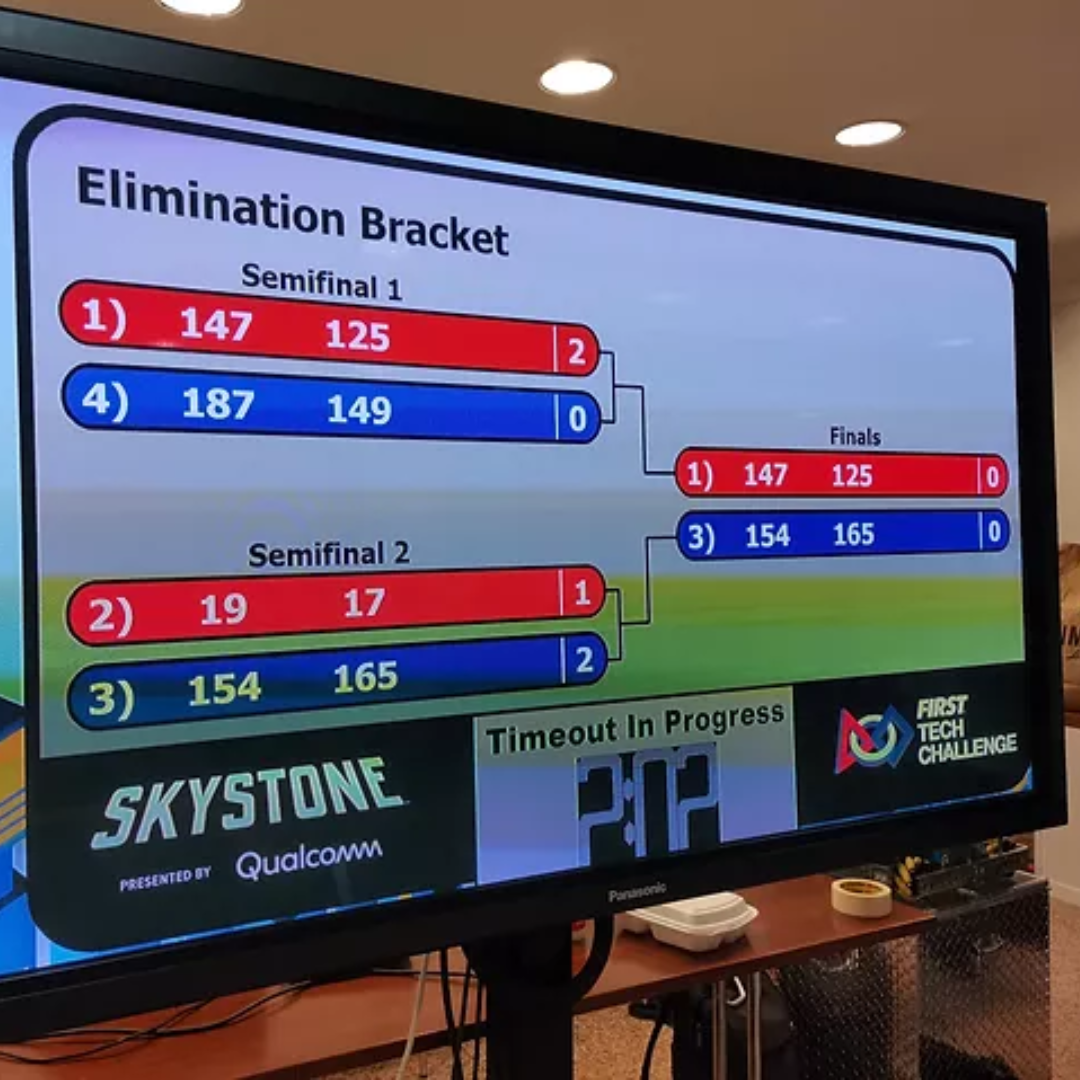 Elimination Bracket
Semifinal 1
1) 147 125 2
4) 187 149 0
Finals
1) 147 125 0
3) 154 165 0
Semifinal 2
2) 19 17 1
3) 154 165 2
Timeout In Progress
2:02
SKYSTONE
PRESENTED BY Qualcomm
FIRST
TECH
CHALLENGE
Panasonic